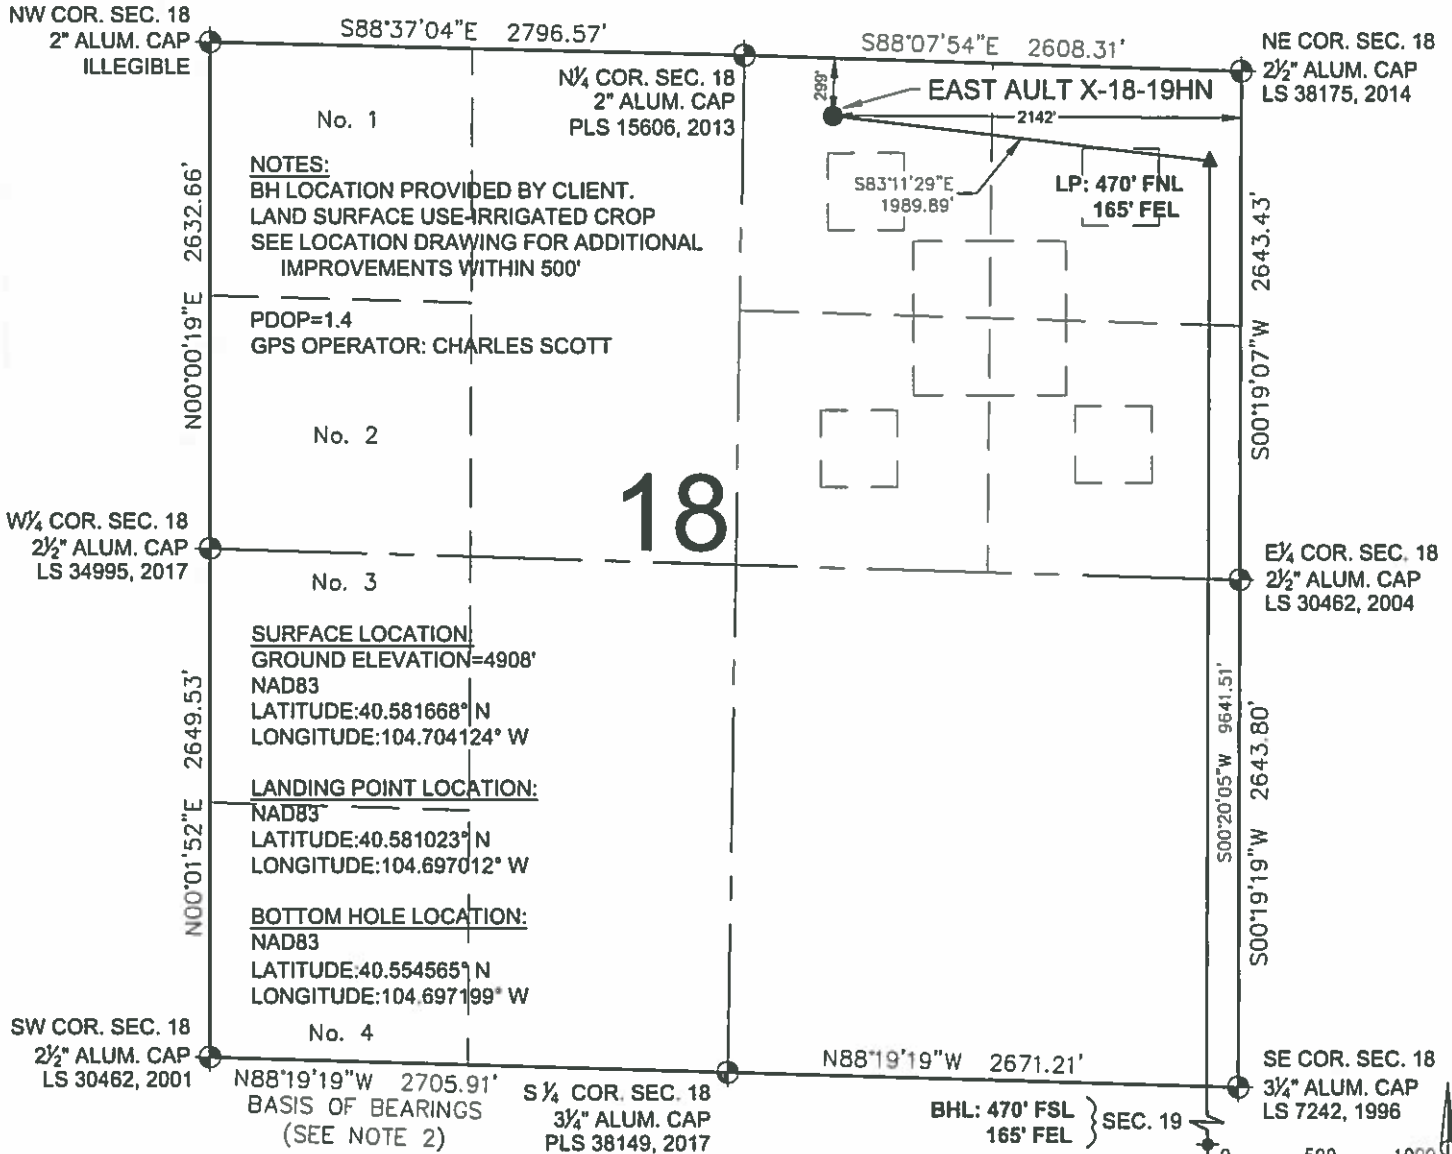 NW COR. SEC. 18
2" ALUM. CAP
ILLEGIBLE
S88°37'04"E 2796.57'
N¼ COR. SEC. 18
2" ALUM. CAP
PLS 15606, 2013
S88°07'54"E 2608.31'
NE COR. SEC. 18
2½" ALUM. CAP
LS 38175, 2014
299'
EAST AULT X-18-19HN
2142'
S83°11'29"E
1989.89'
LP: 470' FNL
165' FEL
No. 1
NOTES:
BH LOCATION PROVIDED BY CLIENT.
LAND SURFACE USE-IRRIGATED CROP
SEE LOCATION DRAWING FOR ADDITIONAL
IMPROVEMENTS WITHIN 500'
PDOP=1.4
GPS OPERATOR: CHARLES SCOTT
N00°00'19"E 2632.66'
S00°19'07"W 2643.43'
No. 2
18
W¼ COR. SEC. 18
2½" ALUM. CAP
LS 34995, 2017
E¼ COR. SEC. 18
2½" ALUM. CAP
LS 30462, 2004
No. 3
SURFACE LOCATION:
GROUND ELEVATION=4908'
NAD83
LATITUDE:40.581668° N
LONGITUDE:104.704124° W
LANDING POINT LOCATION:
NAD83
LATITUDE:40.581023° N
LONGITUDE:104.697012° W
BOTTOM HOLE LOCATION:
NAD83
LATITUDE:40.554565° N
LONGITUDE:104.697199° W
N00°01'52"E 2649.53'
S00°20'05"W 9641.51'
S00°19'19"W 2643.80'
No. 4
SW COR. SEC. 18
2½" ALUM. CAP
LS 30462, 2001
N88°19'19"W 2705.91'
BASIS OF BEARINGS
(SEE NOTE 2)
S ¼ COR. SEC. 18
3¼" ALUM. CAP
PLS 38149, 2017
N88°19'19"W 2671.21'
BHL: 470' FSL
165' FEL
SEC. 19
SE COR. SEC. 18
3¼" ALUM. CAP
LS 7242, 1996
0 500 1000